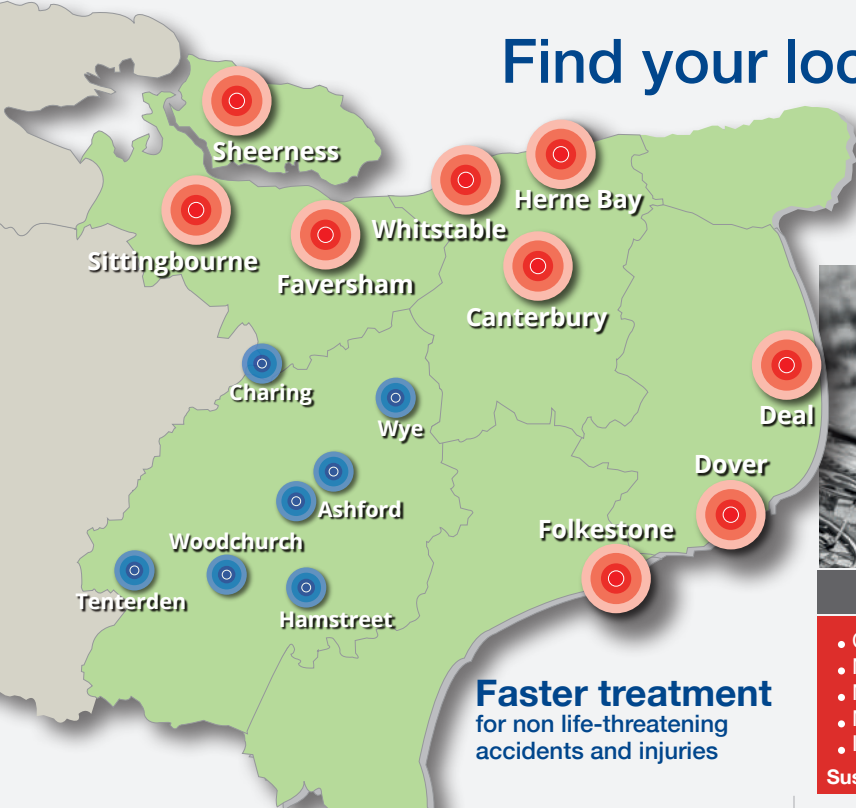 Find your loc
Sheerness
Herne Bay
Whitstable
Sittingbourne
Faversham
Canterbury
Charing
Wye
Deal
Dover
Ashford
Folkestone
Woodchurch
Tenterden
Hamstreet
Faster treatment
for non life-threatening
accidents and injuries
Sus